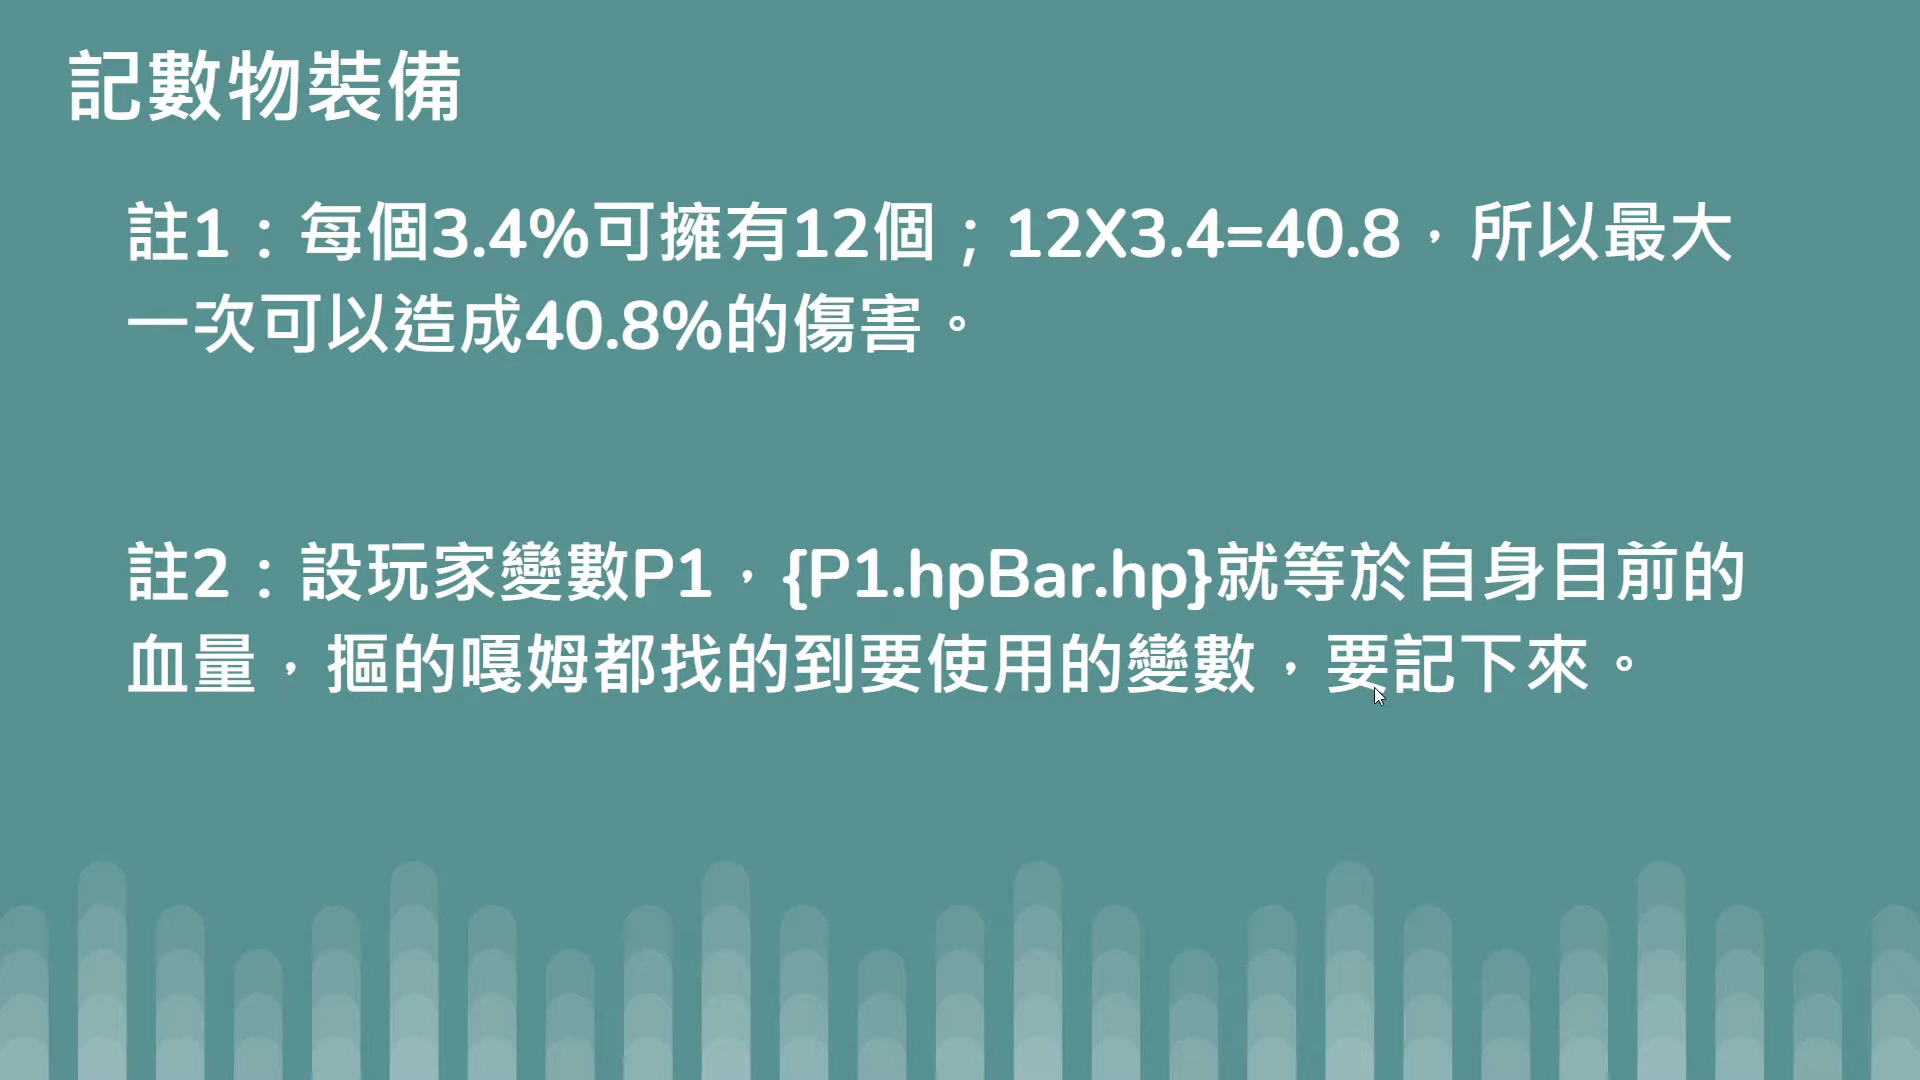 記數物裝備
註1：每個3.4%可擁有12個；12X3.4=40.8，所以最大
一次可以造成40.8%的傷害。
註2：設玩家變數P1，{P1.hpBar.hp}就等於自身目前的
血量，摳的嘎姆都找的到要使用的變數，要記下來。